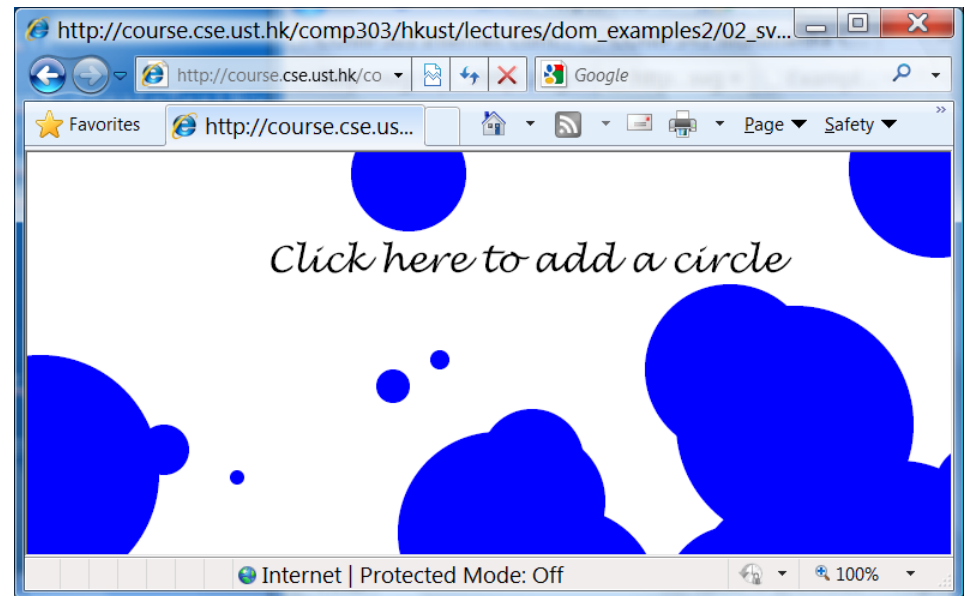 http://course.cse.ust.hk/comp303/hkust/lectures/dom_examples2/02_sv...
http://course.cse.ust.hk/co
Google
Favorites
http://course.cse.us...
Page
Safety
Click here to add a circle
Internet | Protected Mode: Off
100%